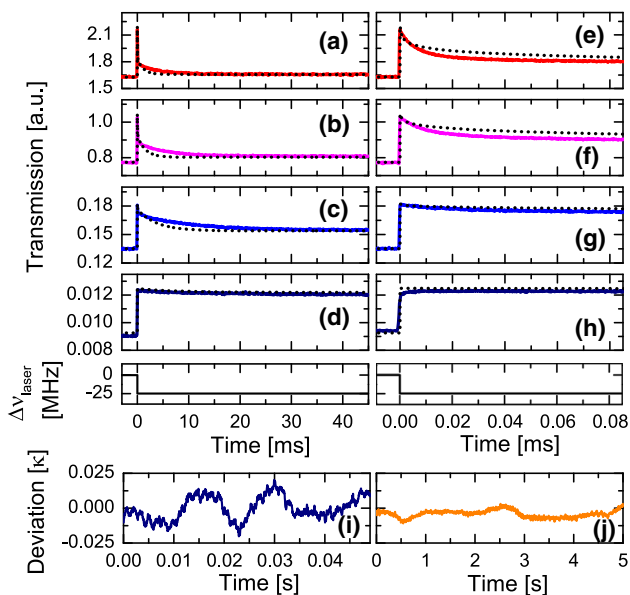 Transmission [a.u.]
2.1
1.8
1.5
(a)
(e)
1.0
0.8
(b)
(f)
0.18
0.15
0.12
(c)
(g)
0.012
0.008
(d)
(h)
Δν laser [MHz]
0
-25
0 10 20 30 40
0.00 0.02 0.04 0.06 0.08
Time [ms]
Time [ms]
Deviation [κ]
0.025
0.000
-0.025
(i)
(j)
0.00 0.01 0.02 0.03 0.04
0 1 2 3 4 5
Time [s]
Time [s]